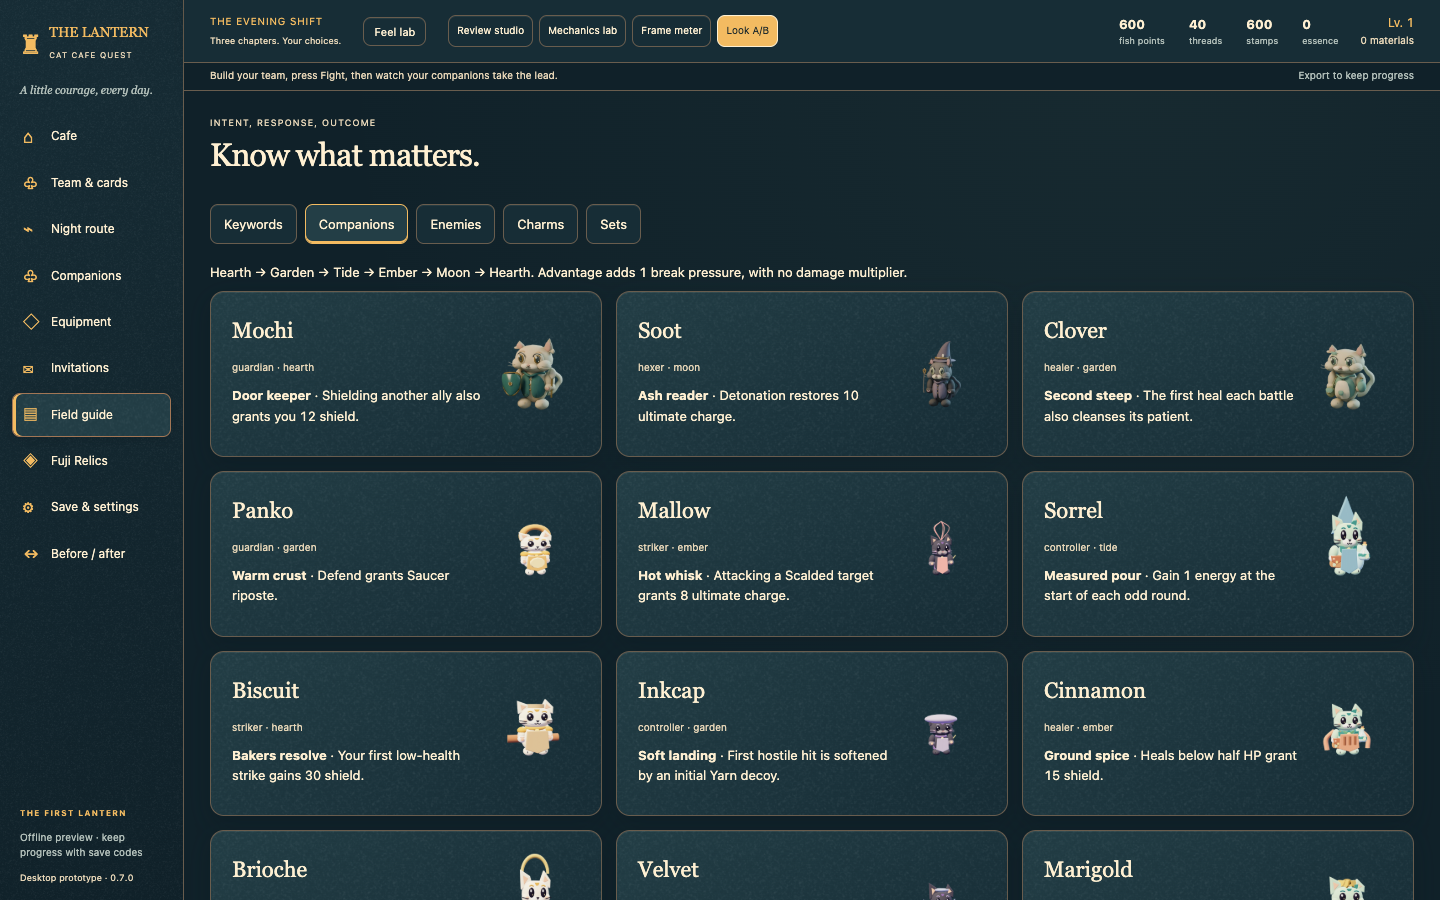 THE LANTERN
CAT CAFE QUEST
A little courage, every day.
Cafe
Team & cards
Night route
Companions
Equipment
Invitations
Field guide
Fuji Relics
Save & settings
Before / after
THE FIRST LANTERN
Offline preview · keep
progress with save codes
Desktop prototype · 0.7.0
THE EVENING SHIFT
Three chapters. Your choices.
Feel lab
Review studio
Mechanics lab
Frame meter
Look A/B
600
fish points
40
threads
600
stamps
0
essence
Lv. 1
0 materials
Build your team, press Fight, then watch your companions take the lead.
Export to keep progress
INTENT, RESPONSE, OUTCOME
Know what matters.
Keywords
Companions
Enemies
Charms
Sets
Hearth → Garden → Tide → Ember → Moon → Hearth. Advantage adds 1 break pressure, with no damage multiplier.
Mochi
guardian · hearth
Door keeper · Shielding another ally also
grants you 12 shield.
Soot
hexer · moon
Ash reader · Detonation restores 10
ultimate charge.
Clover
healer · garden
Second steep · The first heal each battle
also cleanses its patient.
Panko
guardian · garden
Warm crust · Defend grants Saucer
riposte.
Mallow
striker · ember
Hot whisk · Attacking a Scalded target
grants 8 ultimate charge.
Sorrel
controller · tide
Measured pour · Gain 1 energy at the
start of each odd round.
Biscuit
striker · hearth
Bakers resolve · Your first low-health
strike gains 30 shield.
Inkcap
controller · garden
Soft landing · First hostile hit is softened
by an initial Yarn decoy.
Cinnamon
healer · ember
Ground spice · Heals below half HP grant
15 shield.
Brioche
Velvet
Marigold